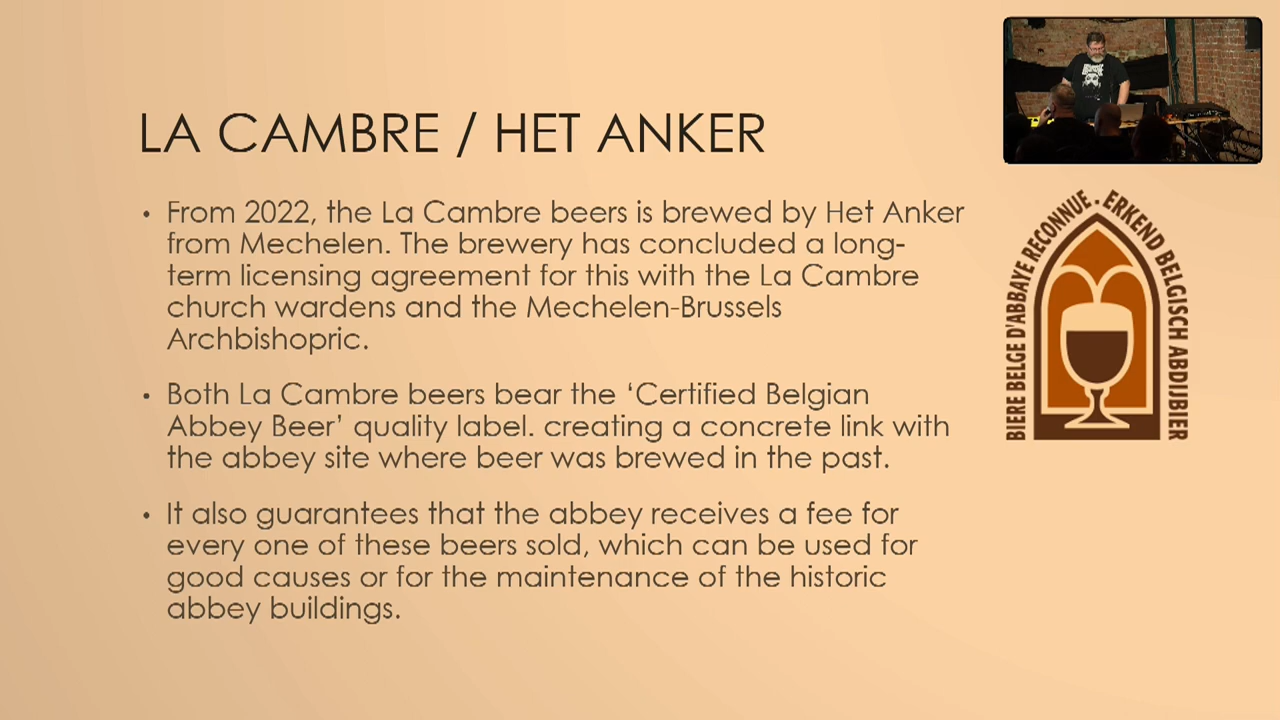 LA CAMBRE / HET ANKER
• From 2022, the La Cambre beers is brewed by Het Anker
from Mechelen. The brewery has concluded a long-
term licensing agreement for this with the La Cambre
church wardens and the Mechelen-Brussels
Archbishopric.
• Both La Cambre beers bear the ‘Certified Belgian
Abbey Beer’ quality label. creating a concrete link with
the abbey site where beer was brewed in the past.
• It also guarantees that the abbey receives a fee for
every one of these beers sold, which can be used for
good causes or for the maintenance of the historic
abbey buildings.
BIERE BELGE D'ABBAYE RECONNUE - ERKEND BELGISCH ABDIJBIER